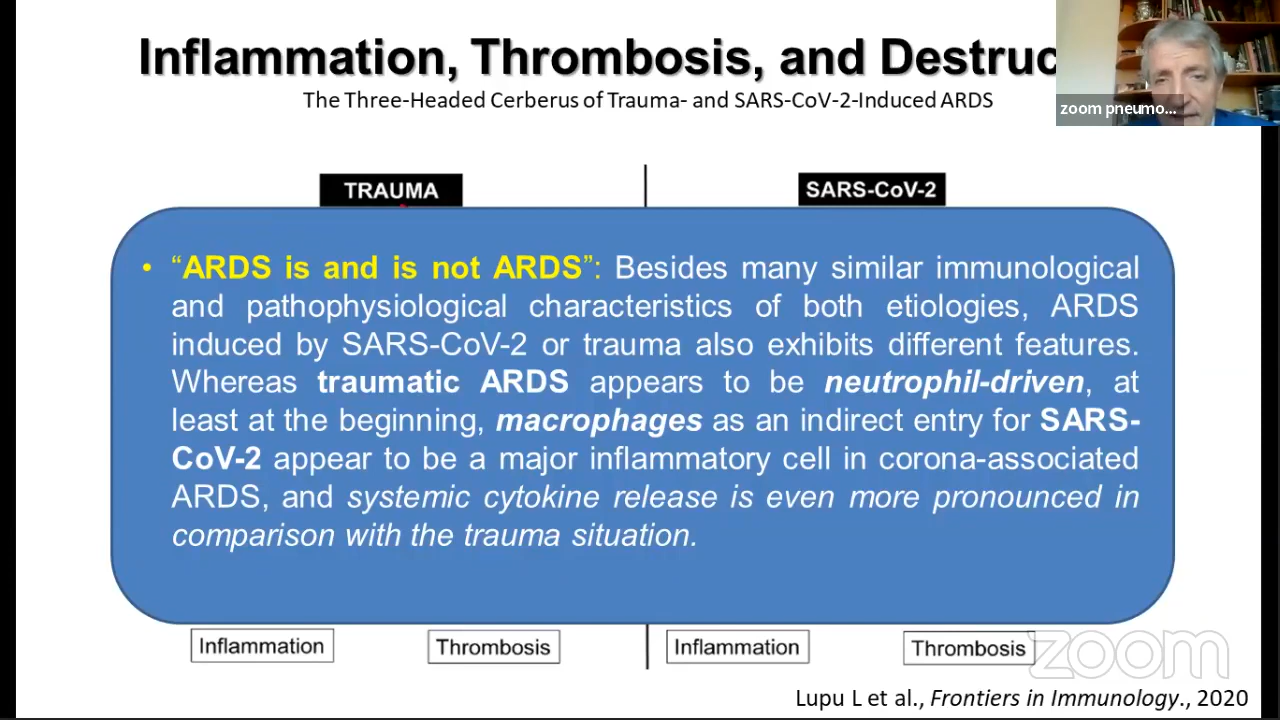 Inflammation, Thrombosis, and Destruc
The Three-Headed Cerberus of Trauma- and SARS-CoV-2-Induced ARDS
zoom pneumo...
TRAUMA
SARS-CoV-2
• “ARDS is and is not ARDS”: Besides many similar immunological
and pathophysiological characteristics of both etiologies, ARDS
induced by SARS-CoV-2 or trauma also exhibits different features.
Whereas traumatic ARDS appears to be neutrophil-driven, at
least at the beginning, macrophages as an indirect entry for SARS-
CoV-2 appear to be a major inflammatory cell in corona-associated
ARDS, and systemic cytokine release is even more pronounced in
comparison with the trauma situation.
Inflammation
Thrombosis
Inflammation
Thrombosis
zoom
Lupu L et al., Frontiers in Immunology., 2020